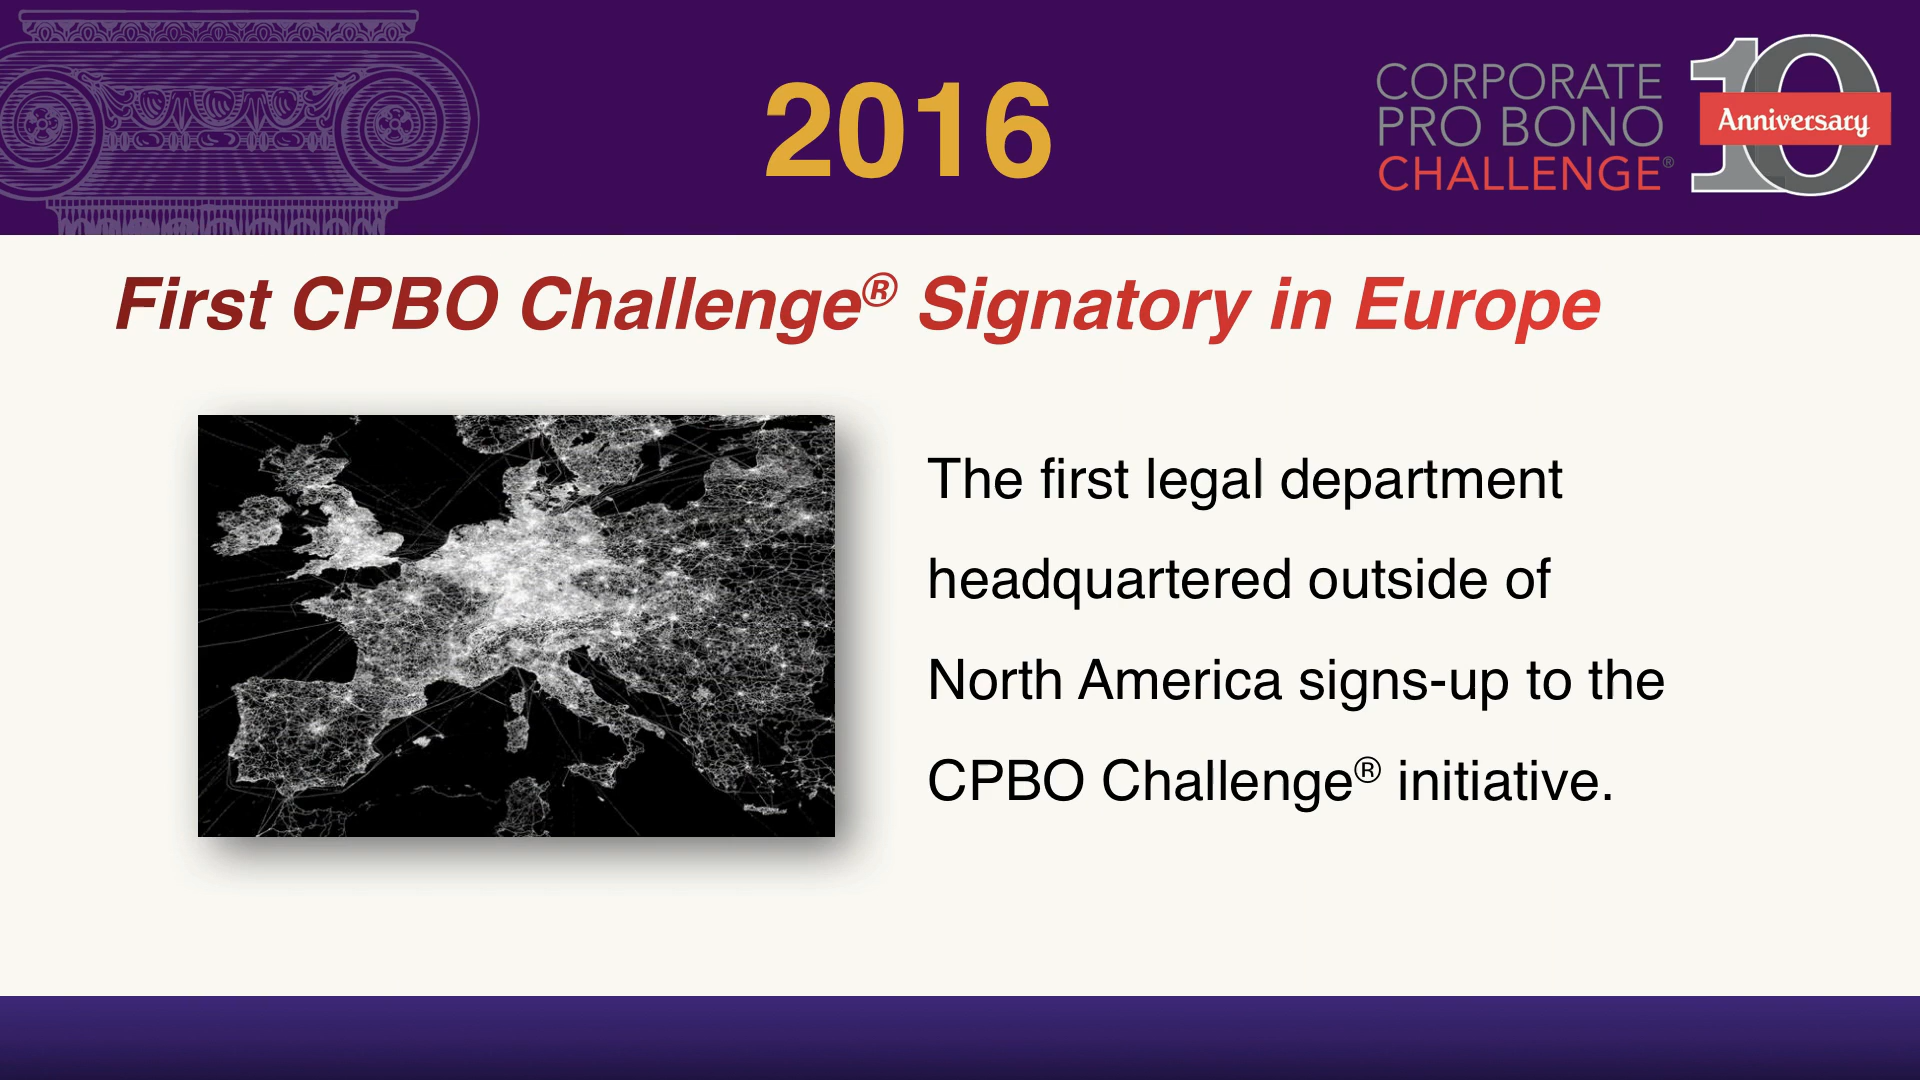 2016
CORPORATE
PRO BONO
CHALLENGE®
10
Anniversary
First CPBO Challenge® Signatory in Europe
The first legal department
headquartered outside of
North America signs-up to the
CPBO Challenge® initiative.